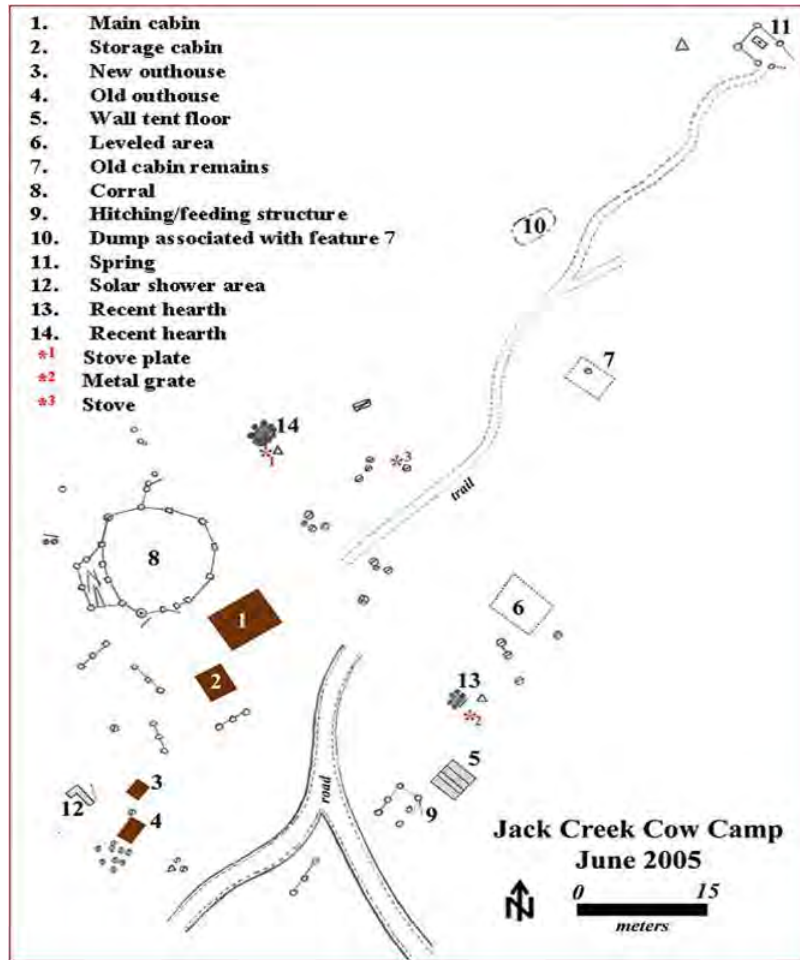 1. Main cabin
2. Storage cabin
3. New outhouse
4. Old outhouse
5. Wall tent floor
6. Leveled area
7. Old cabin remains
8. Corral
9. Hitching/feeding structure
10. Dump associated with feature 7
11. Spring
12. Solar shower area
13. Recent hearth
14. Recent hearth
*1 Stove plate
*2 Metal grate
*3 Stove
11
10
7
14
*1
*3
trail
8
1
6
2
13
*2
5
3
12
4
road
9
Jack Creek Cow Camp
June 2005
N
0 15
meters